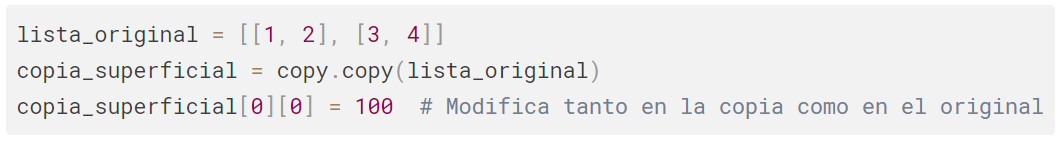 lista_original = [[1, 2], [3, 4]]
copia_superficial = copy.copy(lista_original)
copia_superficial[0][0] = 100  # Modifica tanto en la copia como en el original